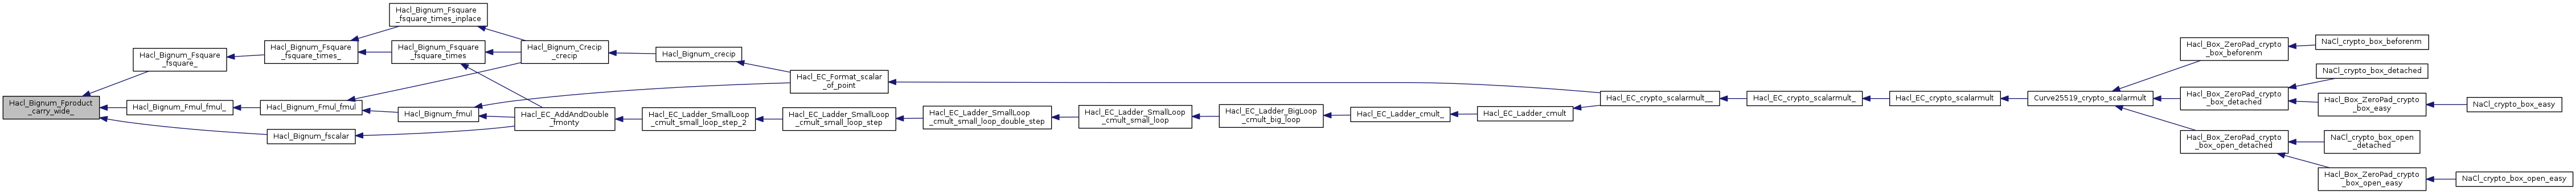 Hacl_Bignum_Fproduct
_carry_wide_
Hacl_Bignum_Fsquare
_fsquare_
Hacl_Bignum_Fmul_fmul_
Hacl_Bignum_fscalar
Hacl_Bignum_Fsquare
_fsquare_times_
Hacl_Bignum_Fmul_fmul
Hacl_Bignum_Fsquare
_fsquare_times_inplace
Hacl_Bignum_Fsquare
_fsquare_times
Hacl_Bignum_fmul
Hacl_Bignum_Crecip
_crecip
Hacl_EC_AddAndDouble
_fmonty
Hacl_Bignum_crecip
Hacl_EC_Ladder_SmallLoop
_cmult_small_loop_step_2
Hacl_EC_Format_scalar
_of_point
Hacl_EC_Ladder_SmallLoop
_cmult_small_loop_step
Hacl_EC_Ladder_SmallLoop
_cmult_small_loop_double_step
Hacl_EC_Ladder_SmallLoop
_cmult_small_loop
Hacl_EC_Ladder_BigLoop
_cmult_big_loop
Hacl_EC_Ladder_cmult_
Hacl_EC_Ladder_cmult
Hacl_EC_crypto_scalarmult__
Hacl_EC_crypto_scalarmult_
Hacl_EC_crypto_scalarmult
Curve25519_crypto_scalarmult
Hacl_Box_ZeroPad_crypto
_box_beforenm
Hacl_Box_ZeroPad_crypto
_box_detached
Hacl_Box_ZeroPad_crypto
_box_open_detached
NaCl_crypto_box_beforenm
NaCl_crypto_box_detached
Hacl_Box_ZeroPad_crypto
_box_easy
NaCl_crypto_box_open
_detached
Hacl_Box_ZeroPad_crypto
_box_open_easy
NaCl_crypto_box_easy
NaCl_crypto_box_open_easy